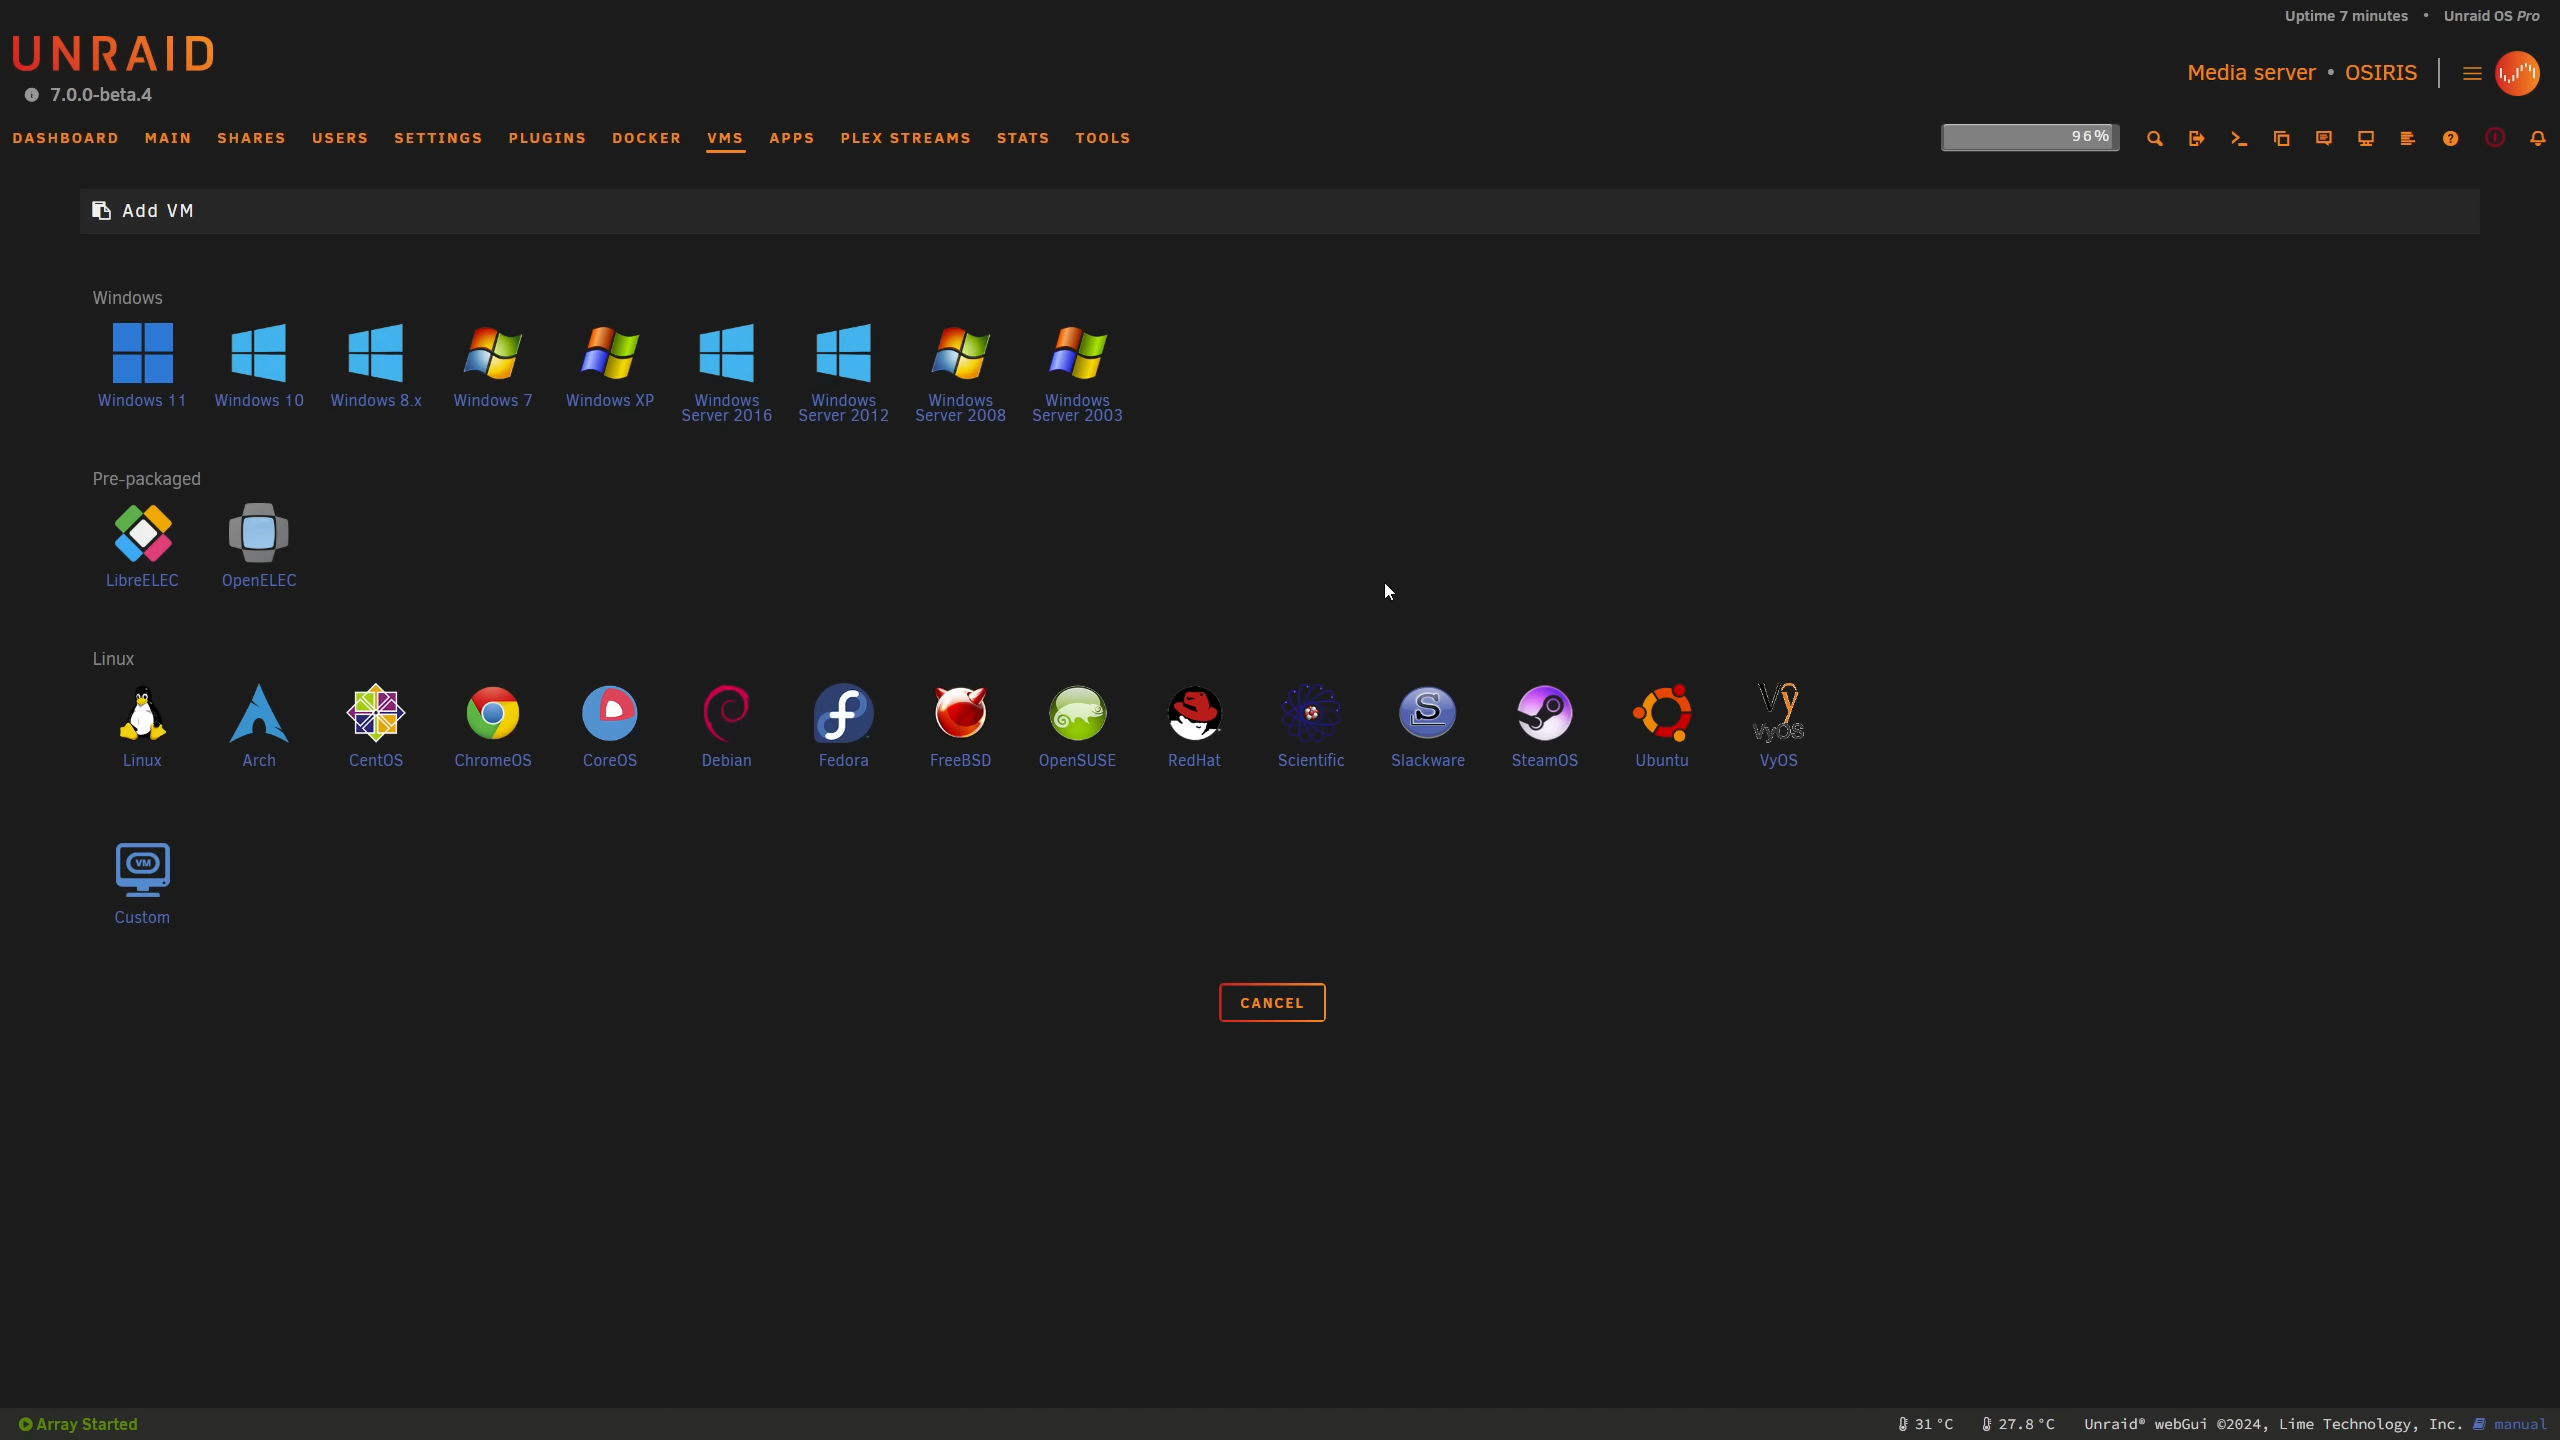 Uptime 7 minutes • Unraid OS Pro
UNRAID
7.0.0-beta.4
Media server • OSIRIS
DASHBOARD MAIN SHARES USERS SETTINGS PLUGINS DOCKER VMS APPS PLEX STREAMS STATS TOOLS
96%
Add VM
Windows
Windows 11 Windows 10 Windows 8.x Windows 7 Windows XP Windows Server 2016 Windows Server 2012 Windows Server 2008 Windows Server 2003
Pre-packaged
LibreELEC OpenELEC
Linux
Vy
VyOS
Linux Arch CentOS ChromeOS CoreOS Debian Fedora FreeBSD OpenSUSE RedHat Scientific Slackware SteamOS Ubuntu VyOS
VM
Custom
CANCEL
Array Started
31 °C 27.8 °C Unraid® webGui ©2024, Lime Technology, Inc. manual